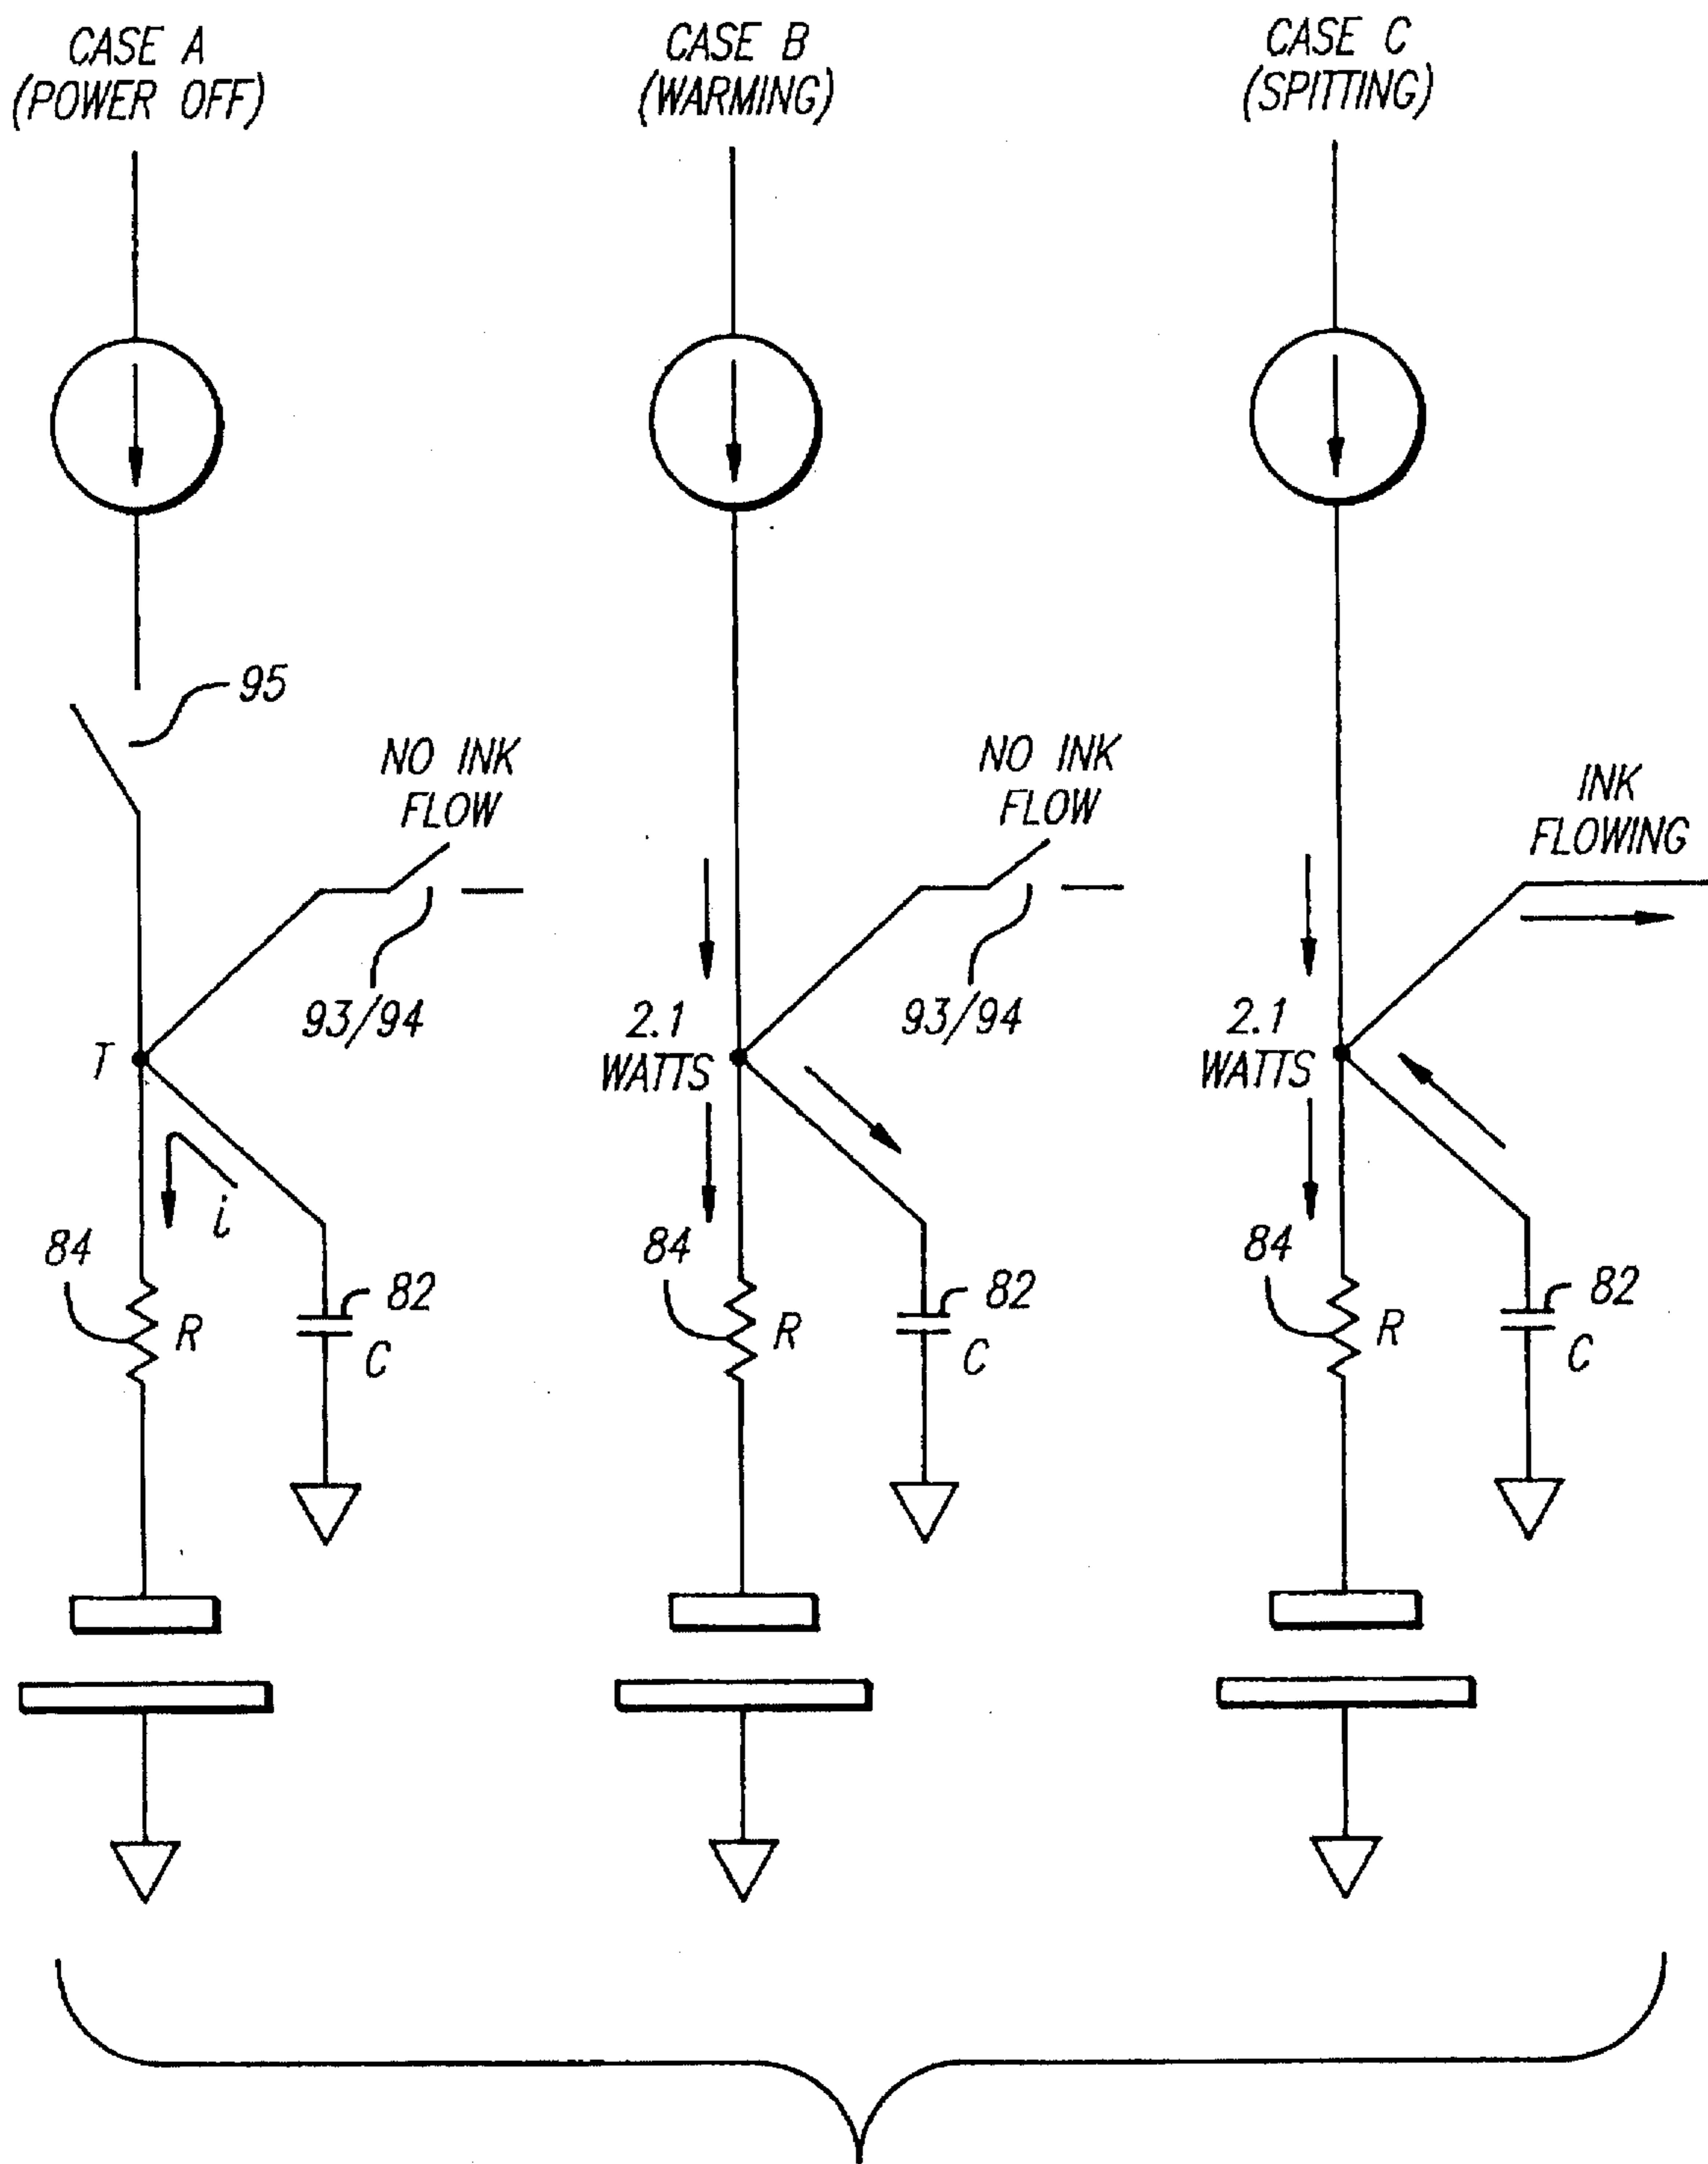 CASE A
(POWER OFF)
CASE B
(WARMING)
CASE C
(SPITTING)
95
NO INK
FLOW
93/94
T
i
84
R
82
C
NO INK
FLOW
93/94
2.1
WATTS
84
R
82
C
INK
FLOWING
2.1
WATTS
84
R
82
C